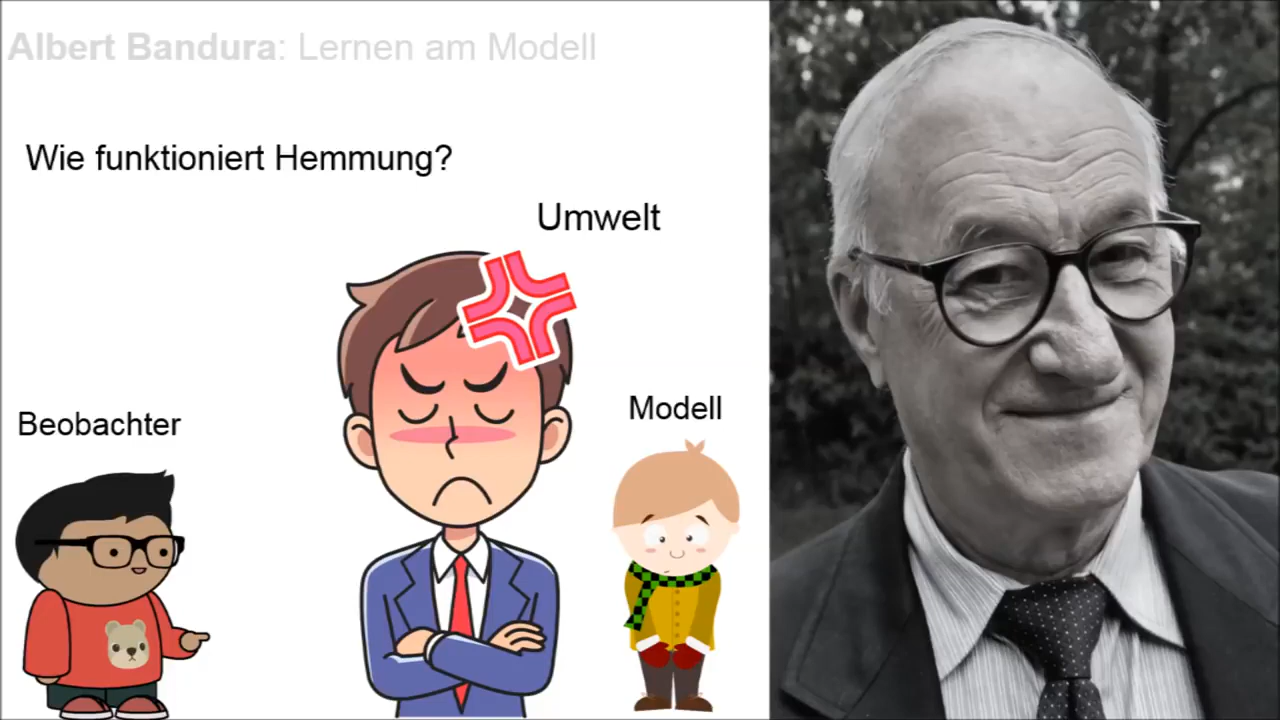 Albert Bandura: Lernen am Modell
Wie funktioniert Hemmung?
Umwelt
Modell
Beobachter